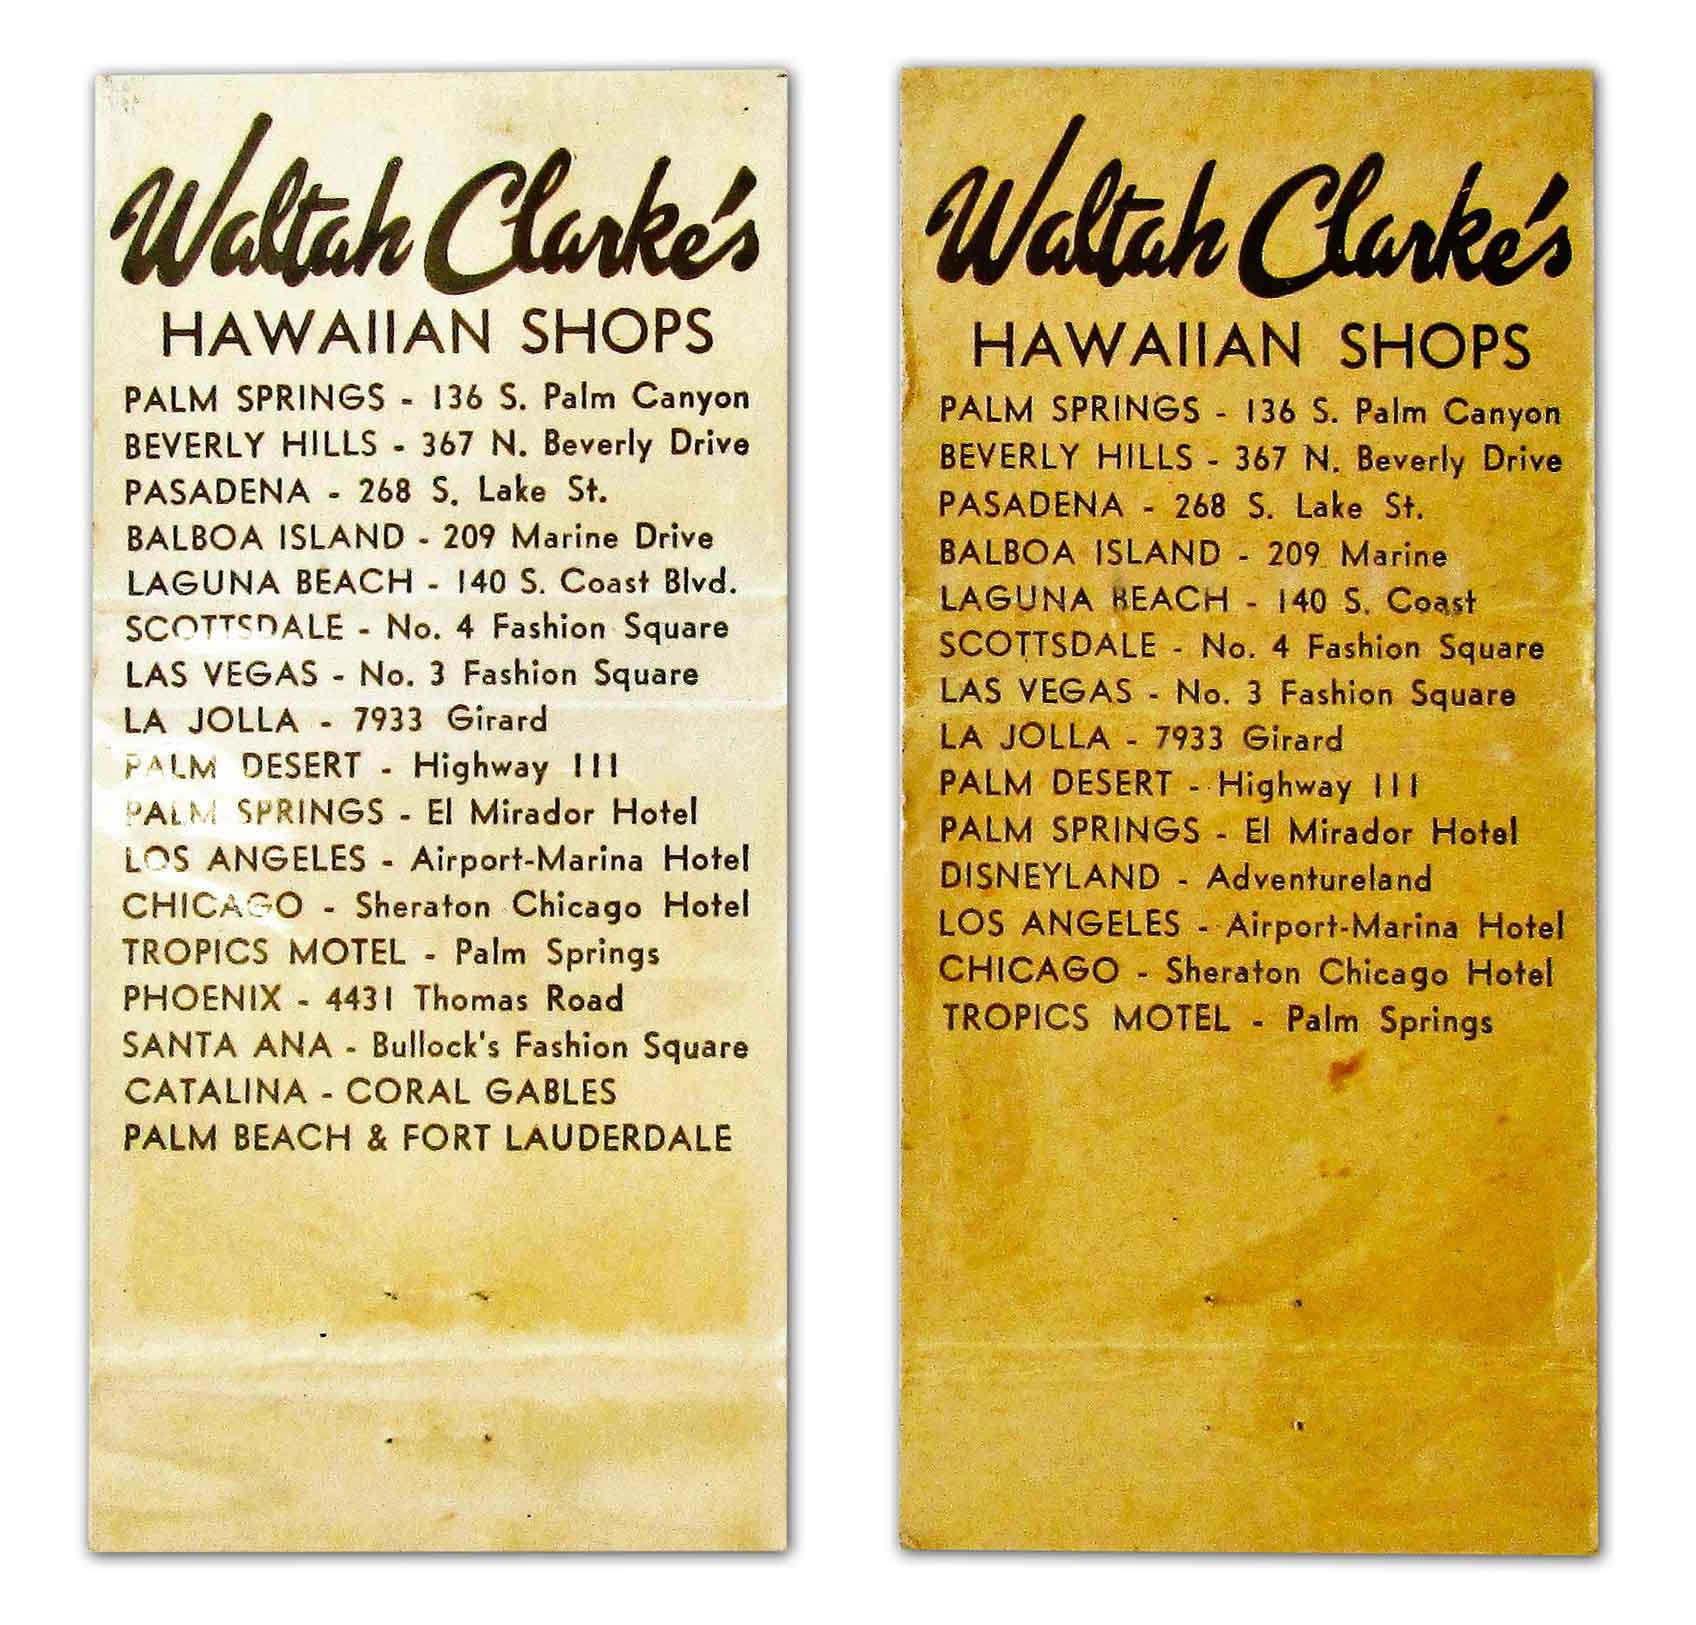 Waltah Clarke's
HAWAIIAN SHOPS
PALM SPRINGS - 136 S. Palm Canyon
BEVERLY HILLS - 367 N. Beverly Drive
PASADENA - 268 S. Lake St.
BALBOA ISLAND - 209 Marine Drive
LAGUNA BEACH - 140 S. Coast Blvd.
SCOTTSDALE - No. 4 Fashion Square
LAS VEGAS - No. 3 Fashion Square
LA JOLLA - 7933 Girard
PALM DESERT - Highway 111
PALM SPRINGS - El Mirador Hotel
LOS ANGELES - Airport-Marina Hotel
CHICAGO - Sheraton Chicago Hotel
TROPICS MOTEL - Palm Springs
PHOENIX - 4431 Thomas Road
SANTA ANA - Bullock's Fashion Square
CATALINA - CORAL GABLES
PALM BEACH & FORT LAUDERDALE
Waltah Clarke's
HAWAIIAN SHOPS
PALM SPRINGS - 136 S. Palm Canyon
BEVERLY HILLS - 367 N. Beverly Drive
PASADENA - 268 S. Lake St.
BALBOA ISLAND - 209 Marine
LAGUNA BEACH - 140 S. Coast
SCOTTSDALE - No. 4 Fashion Square
LAS VEGAS - No. 3 Fashion Square
LA JOLLA - 7933 Girard
PALM DESERT - Highway 111
PALM SPRINGS - El Mirador Hotel
DISNEYLAND - Adventureland
LOS ANGELES - Airport-Marina Hotel
CHICAGO - Sheraton Chicago Hotel
TROPICS MOTEL - Palm Springs